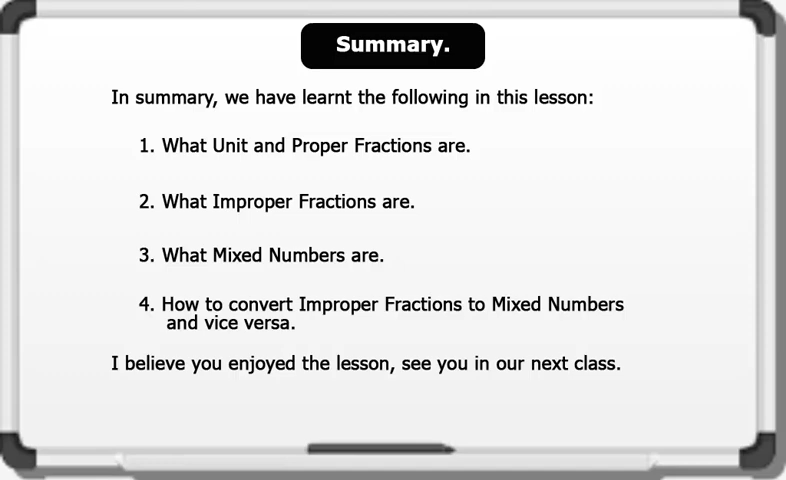 Summary.
In summary, we have learnt the following in this lesson:
1. What Unit and Proper Fractions are.
2. What Improper Fractions are.
3. What Mixed Numbers are.
4. How to convert Improper Fractions to Mixed Numbers
and vice versa.
I believe you enjoyed the lesson, see you in our next class.